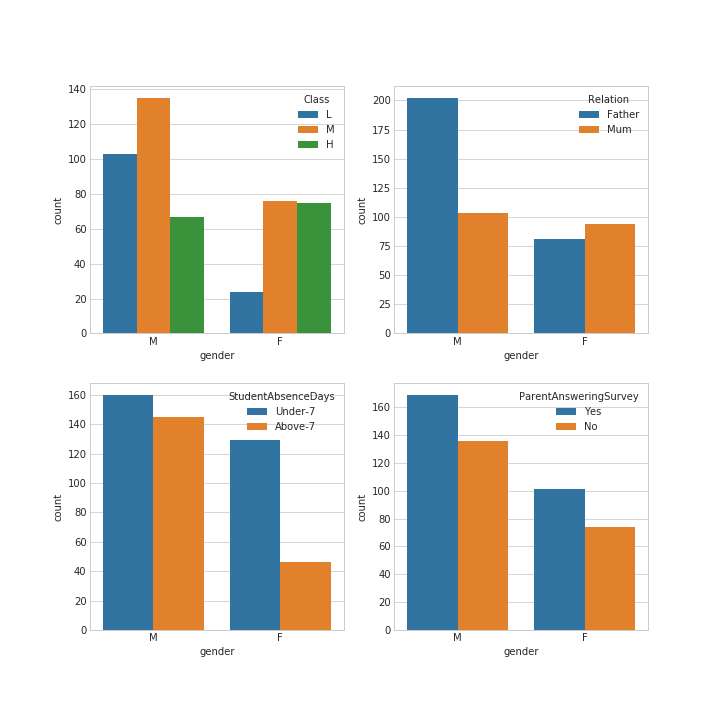 Class
L
M
H
140
120
100
80
60
40
20
0
count
M
F
gender
Relation
Father
Mum
200
175
150
125
100
75
50
25
0
count
M
F
gender
StudentAbsenceDays
Under-7
Above-7
160
140
120
100
80
60
40
20
0
count
M
F
gender
ParentAnsweringSurvey
Yes
No
160
140
120
100
80
60
40
20
0
count
M
F
gender